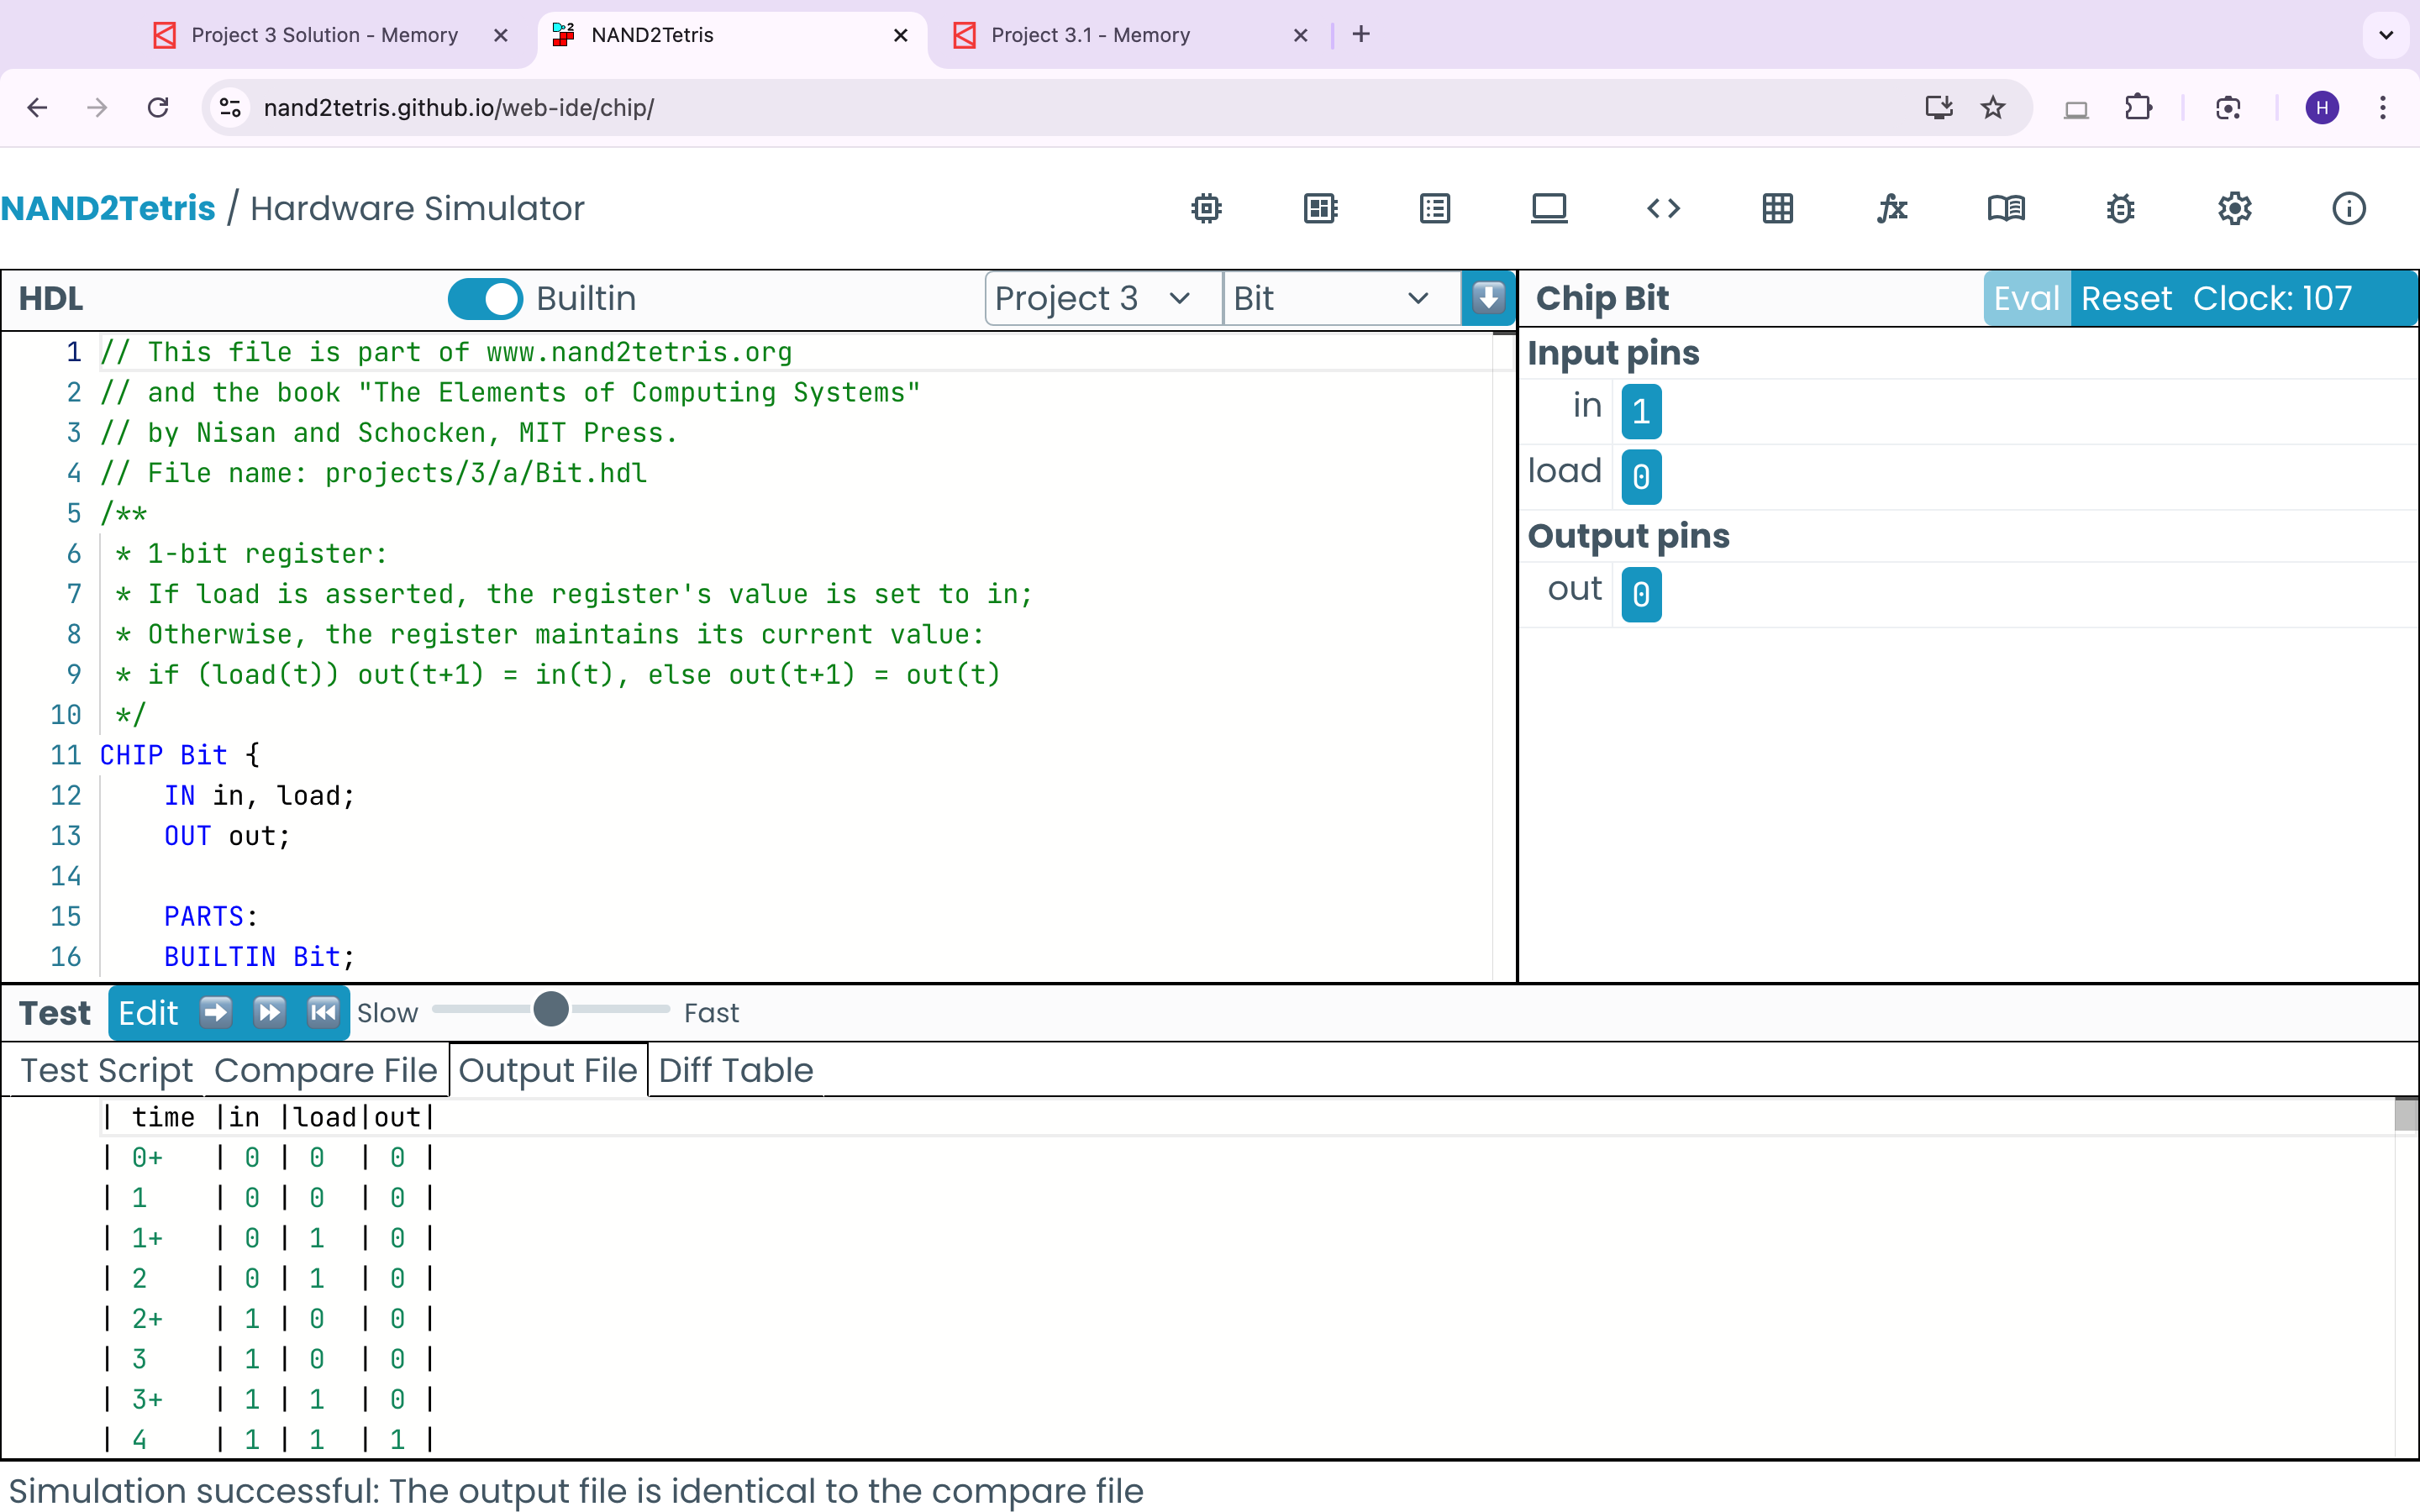 Project 3 Solution - Memory
NAND2Tetris
Project 3.1 - Memory
nand2tetris.github.io/web-ide/chip/
H
NAND2Tetris / Hardware Simulator
HDL
Builtin
Project 3
Bit
Chip Bit
Eval
Reset
Clock: 107
1 // This file is part of www.nand2tetris.org
2 // and the book "The Elements of Computing Systems"
3 // by Nisan and Schocken, MIT Press.
4 // File name: projects/3/a/Bit.hdl
5 /**
6 * 1-bit register:
7 * If load is asserted, the register's value is set to in;
8 * Otherwise, the register maintains its current value:
9 * if (load(t)) out(t+1) = in(t), else out(t+1) = out(t)
10 */
11 CHIP Bit {
12 IN in, load;
13 OUT out;
14
15 PARTS:
16 BUILTIN Bit;
Input pins
in 1
load 0
Output pins
out 0
Test
Edit
Slow
Fast
Test Script
Compare File
Output File
Diff Table
| time |in |load|out|
| 0+ | 0 | 0 | 0 |
| 1 | 0 | 0 | 0 |
| 1+ | 0 | 1 | 0 |
| 2 | 0 | 1 | 0 |
| 2+ | 1 | 0 | 0 |
| 3 | 1 | 0 | 0 |
| 3+ | 1 | 1 | 0 |
| 4 | 1 | 1 | 1 |
Simulation successful: The output file is identical to the compare file